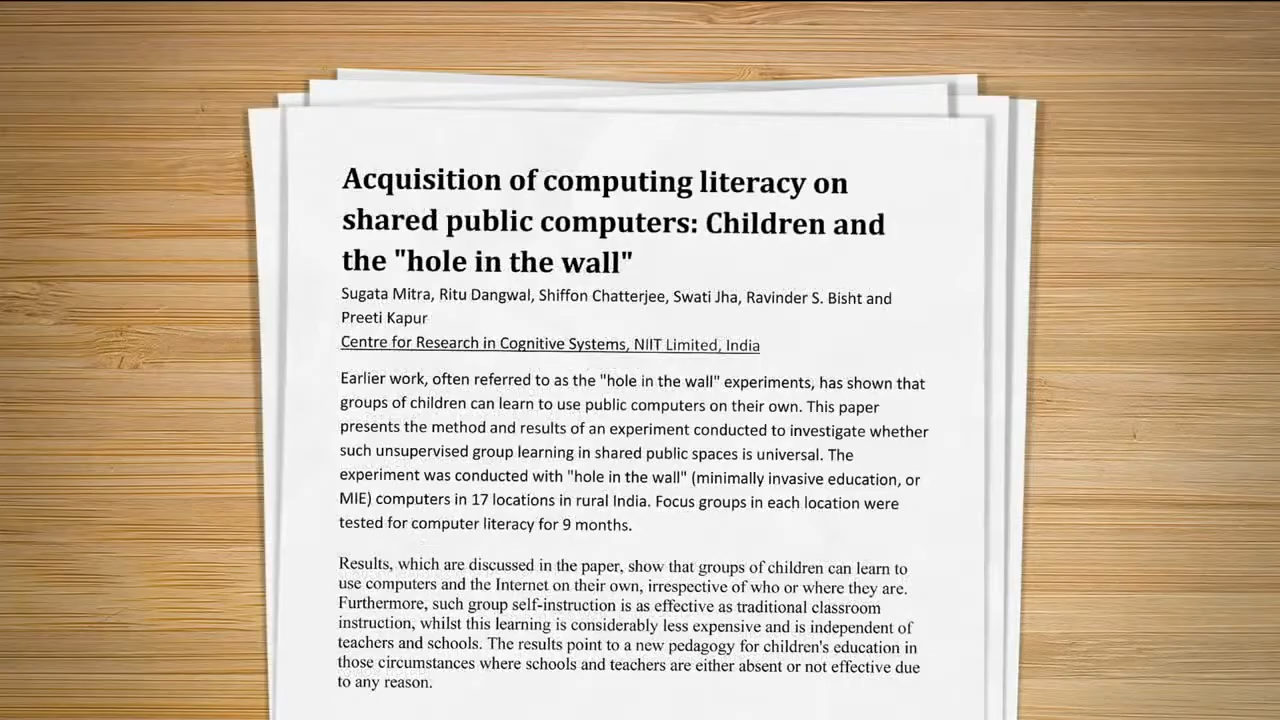 Acquisition of computing literacy on
shared public computers: Children and
the "hole in the wall"
Sugata Mitra, Ritu Dangwal, Shiffon Chatterjee, Swati Jha, Ravinder S. Bisht and
Preeti Kapur
Centre for Research in Cognitive Systems, NIIT Limited, India
Earlier work, often referred to as the "hole in the wall" experiments, has shown that
groups of children can learn to use public computers on their own. This paper
presents the method and results of an experiment conducted to investigate whether
such unsupervised group learning in shared public spaces is universal. The
experiment was conducted with "hole in the wall" (minimally invasive education, or
MIE) computers in 17 locations in rural India. Focus groups in each location were
tested for computer literacy for 9 months.
Results, which are discussed in the paper, show that groups of children can learn to
use computers and the Internet on their own, irrespective of who or where they are.
Furthermore, such group self-instruction is as effective as traditional classroom
instruction, whilst this learning is considerably less expensive and is independent of
teachers and schools. The results point to a new pedagogy for children's education in
those circumstances where schools and teachers are either absent or not effective due
to any reason.